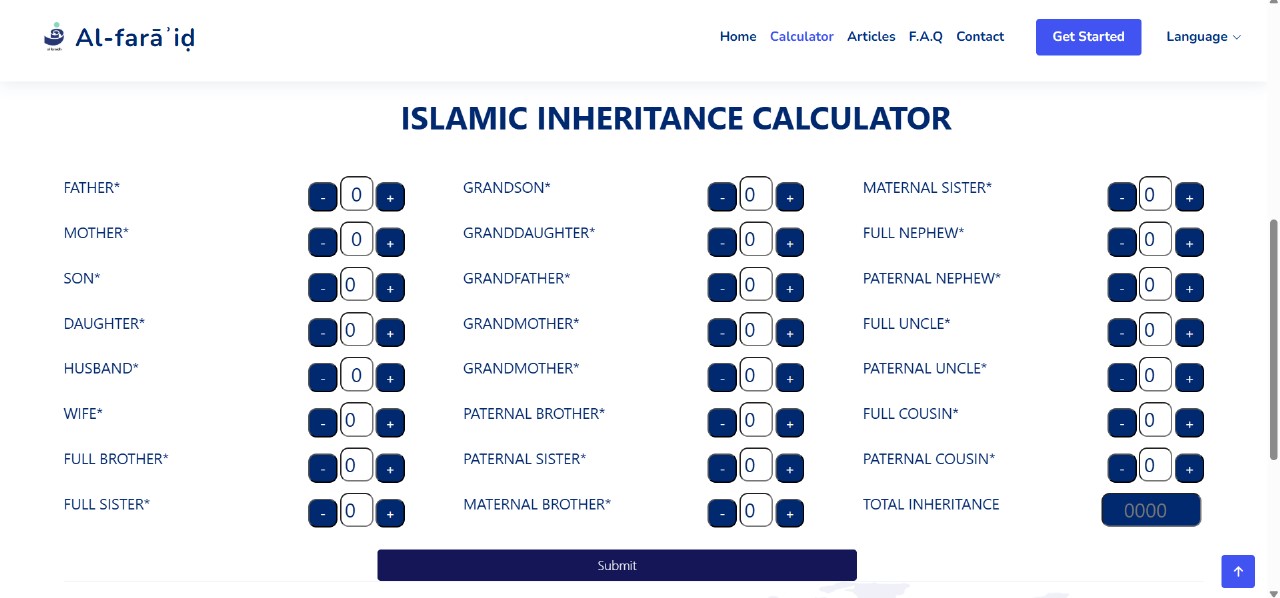 Al-farāʾiḍ
Home Calculator Articles F.A.Q Contact Get Started Language
ISLAMIC INHERITANCE CALCULATOR
FATHER* - 0 + GRANDSON* - 0 + MATERNAL SISTER* - 0 +
MOTHER* - 0 + GRANDDAUGHTER* - 0 + FULL NEPHEW* - 0 +
SON* - 0 + GRANDFATHER* - 0 + PATERNAL NEPHEW* - 0 +
DAUGHTER* - 0 + GRANDMOTHER* - 0 + FULL UNCLE* - 0 +
HUSBAND* - 0 + GRANDMOTHER* - 0 + PATERNAL UNCLE* - 0 +
WIFE* - 0 + PATERNAL BROTHER* - 0 + FULL COUSIN* - 0 +
FULL BROTHER* - 0 + PATERNAL SISTER* - 0 + PATERNAL COUSIN* - 0 +
FULL SISTER* - 0 + MATERNAL BROTHER* - 0 + TOTAL INHERITANCE 0000
Submit